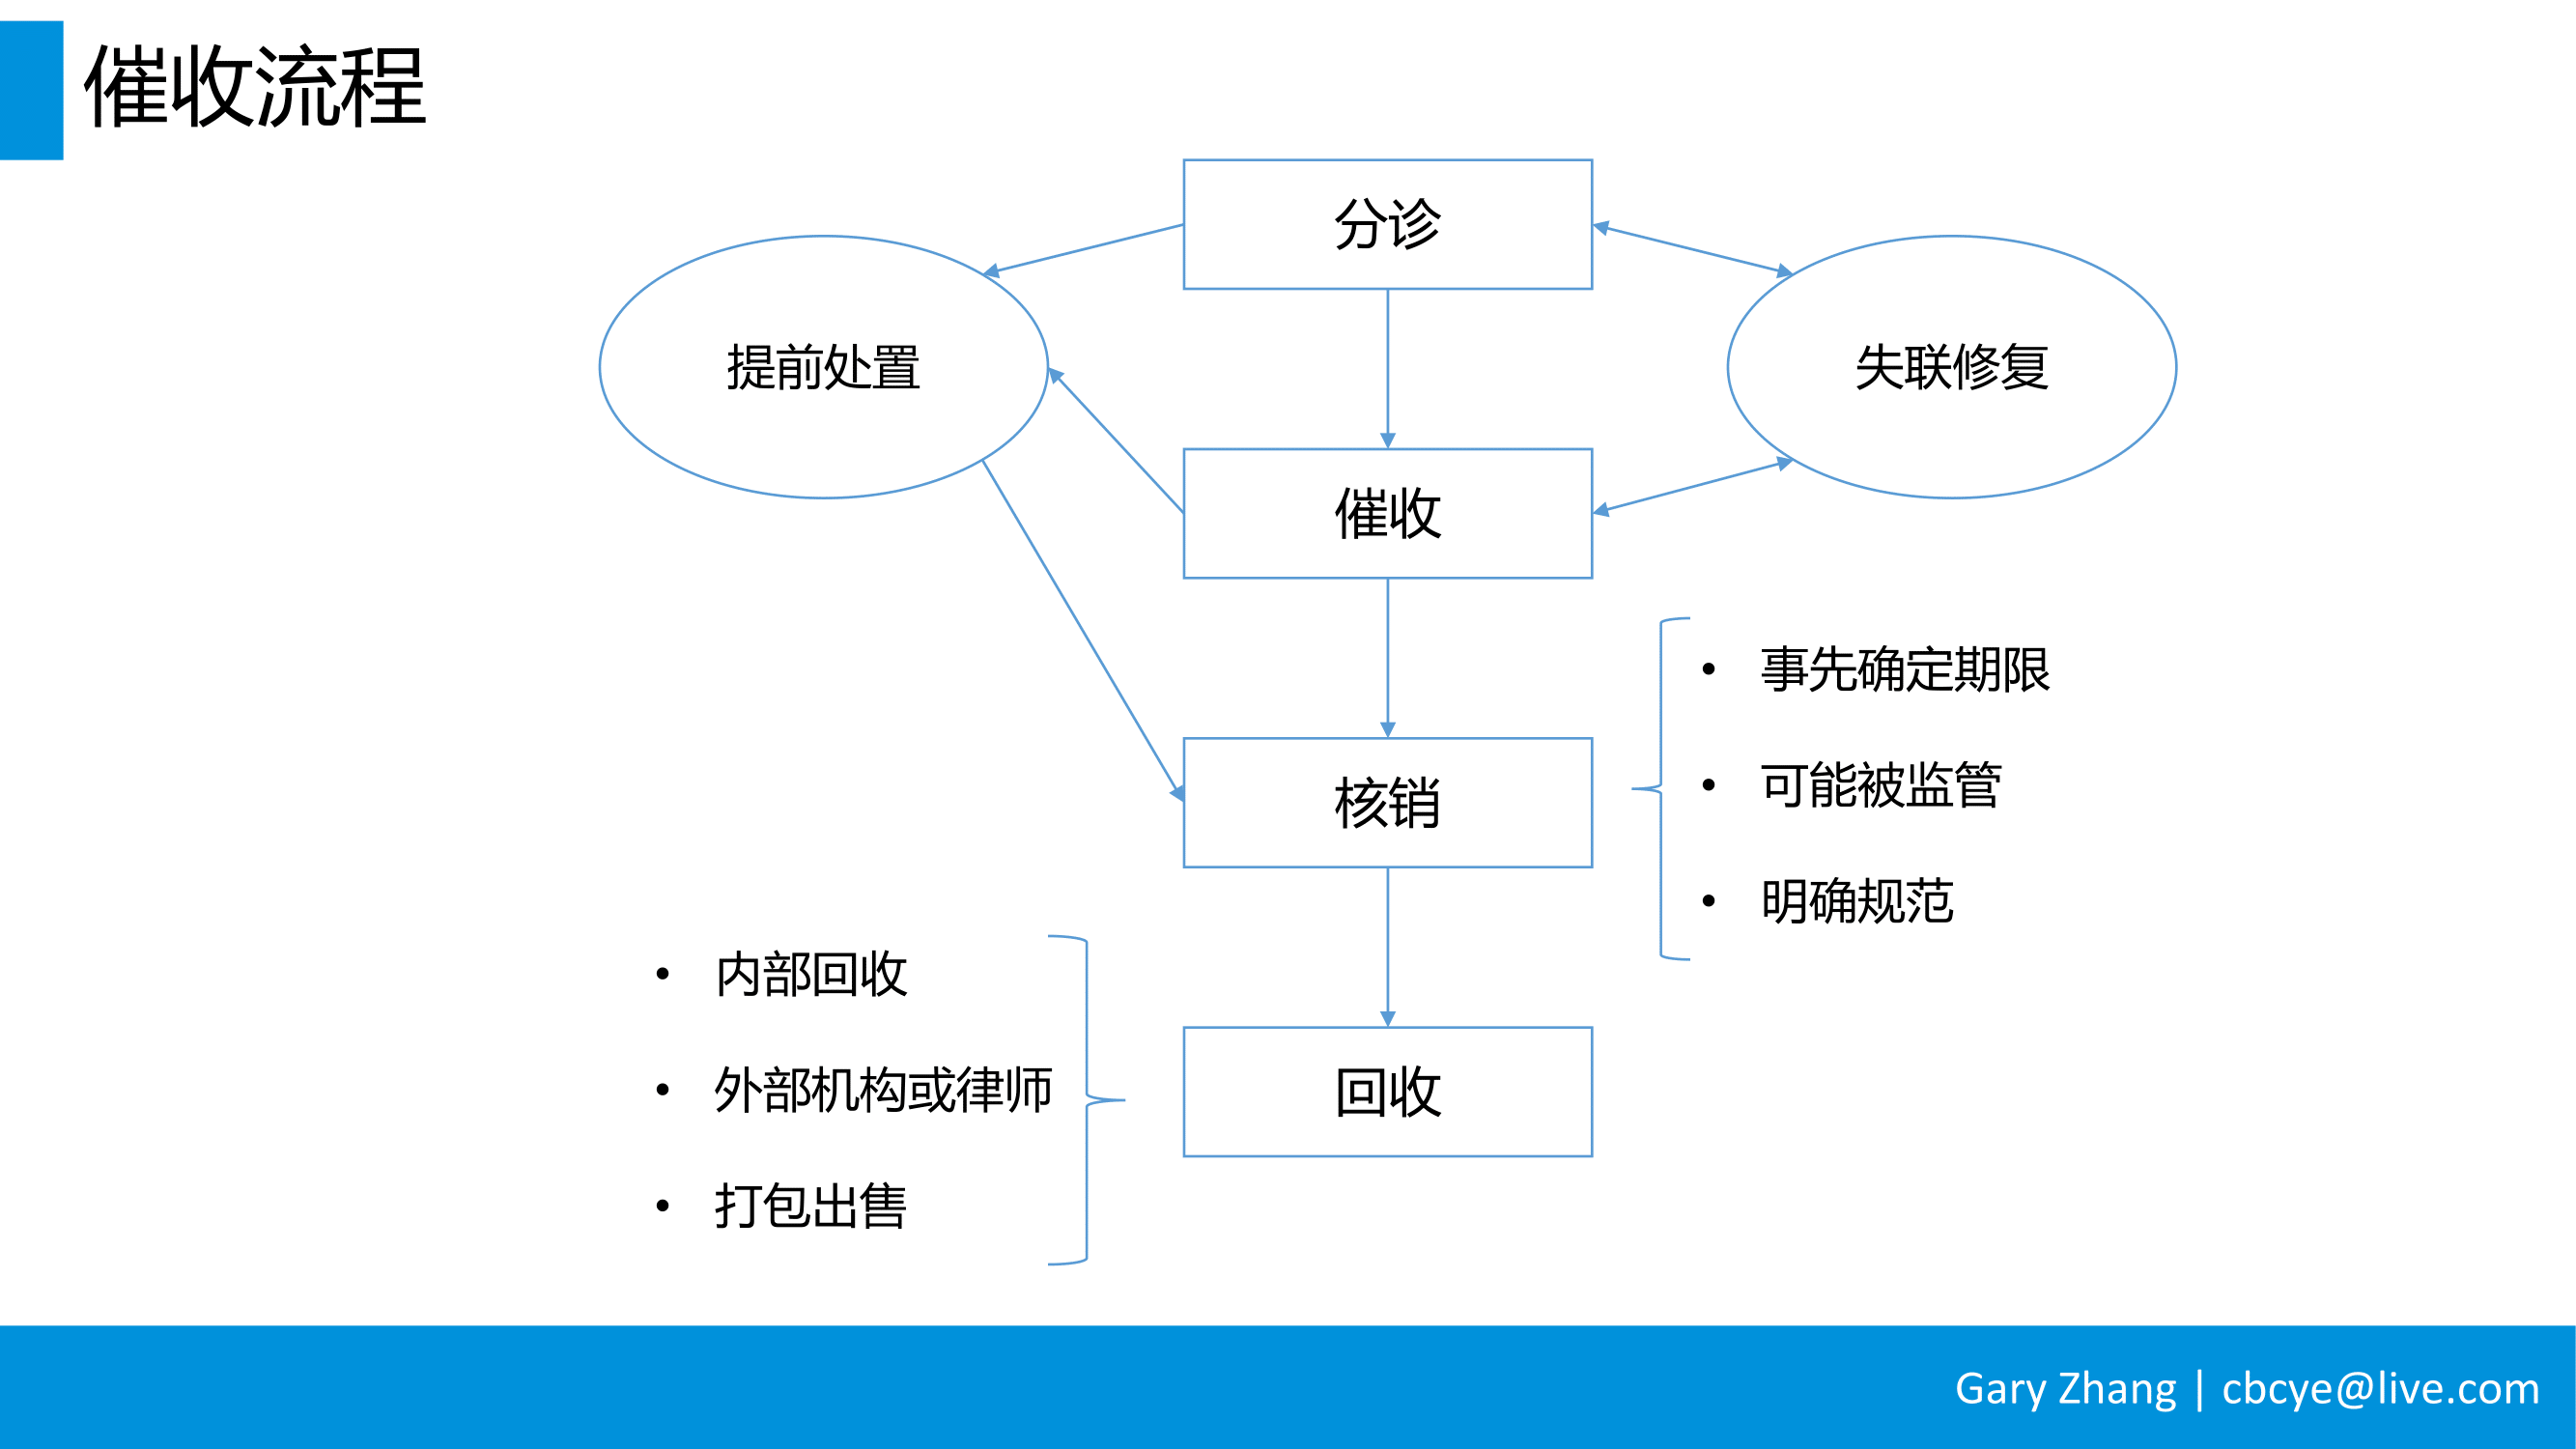 催收流程
分诊
提前处置
失联修复
催收
• 事先确定期限
• 可能被监管
核销
• 明确规范
• 内部回收
• 外部机构或律师
回收
• 打包出售
Gary Zhang | cbcye@live.com